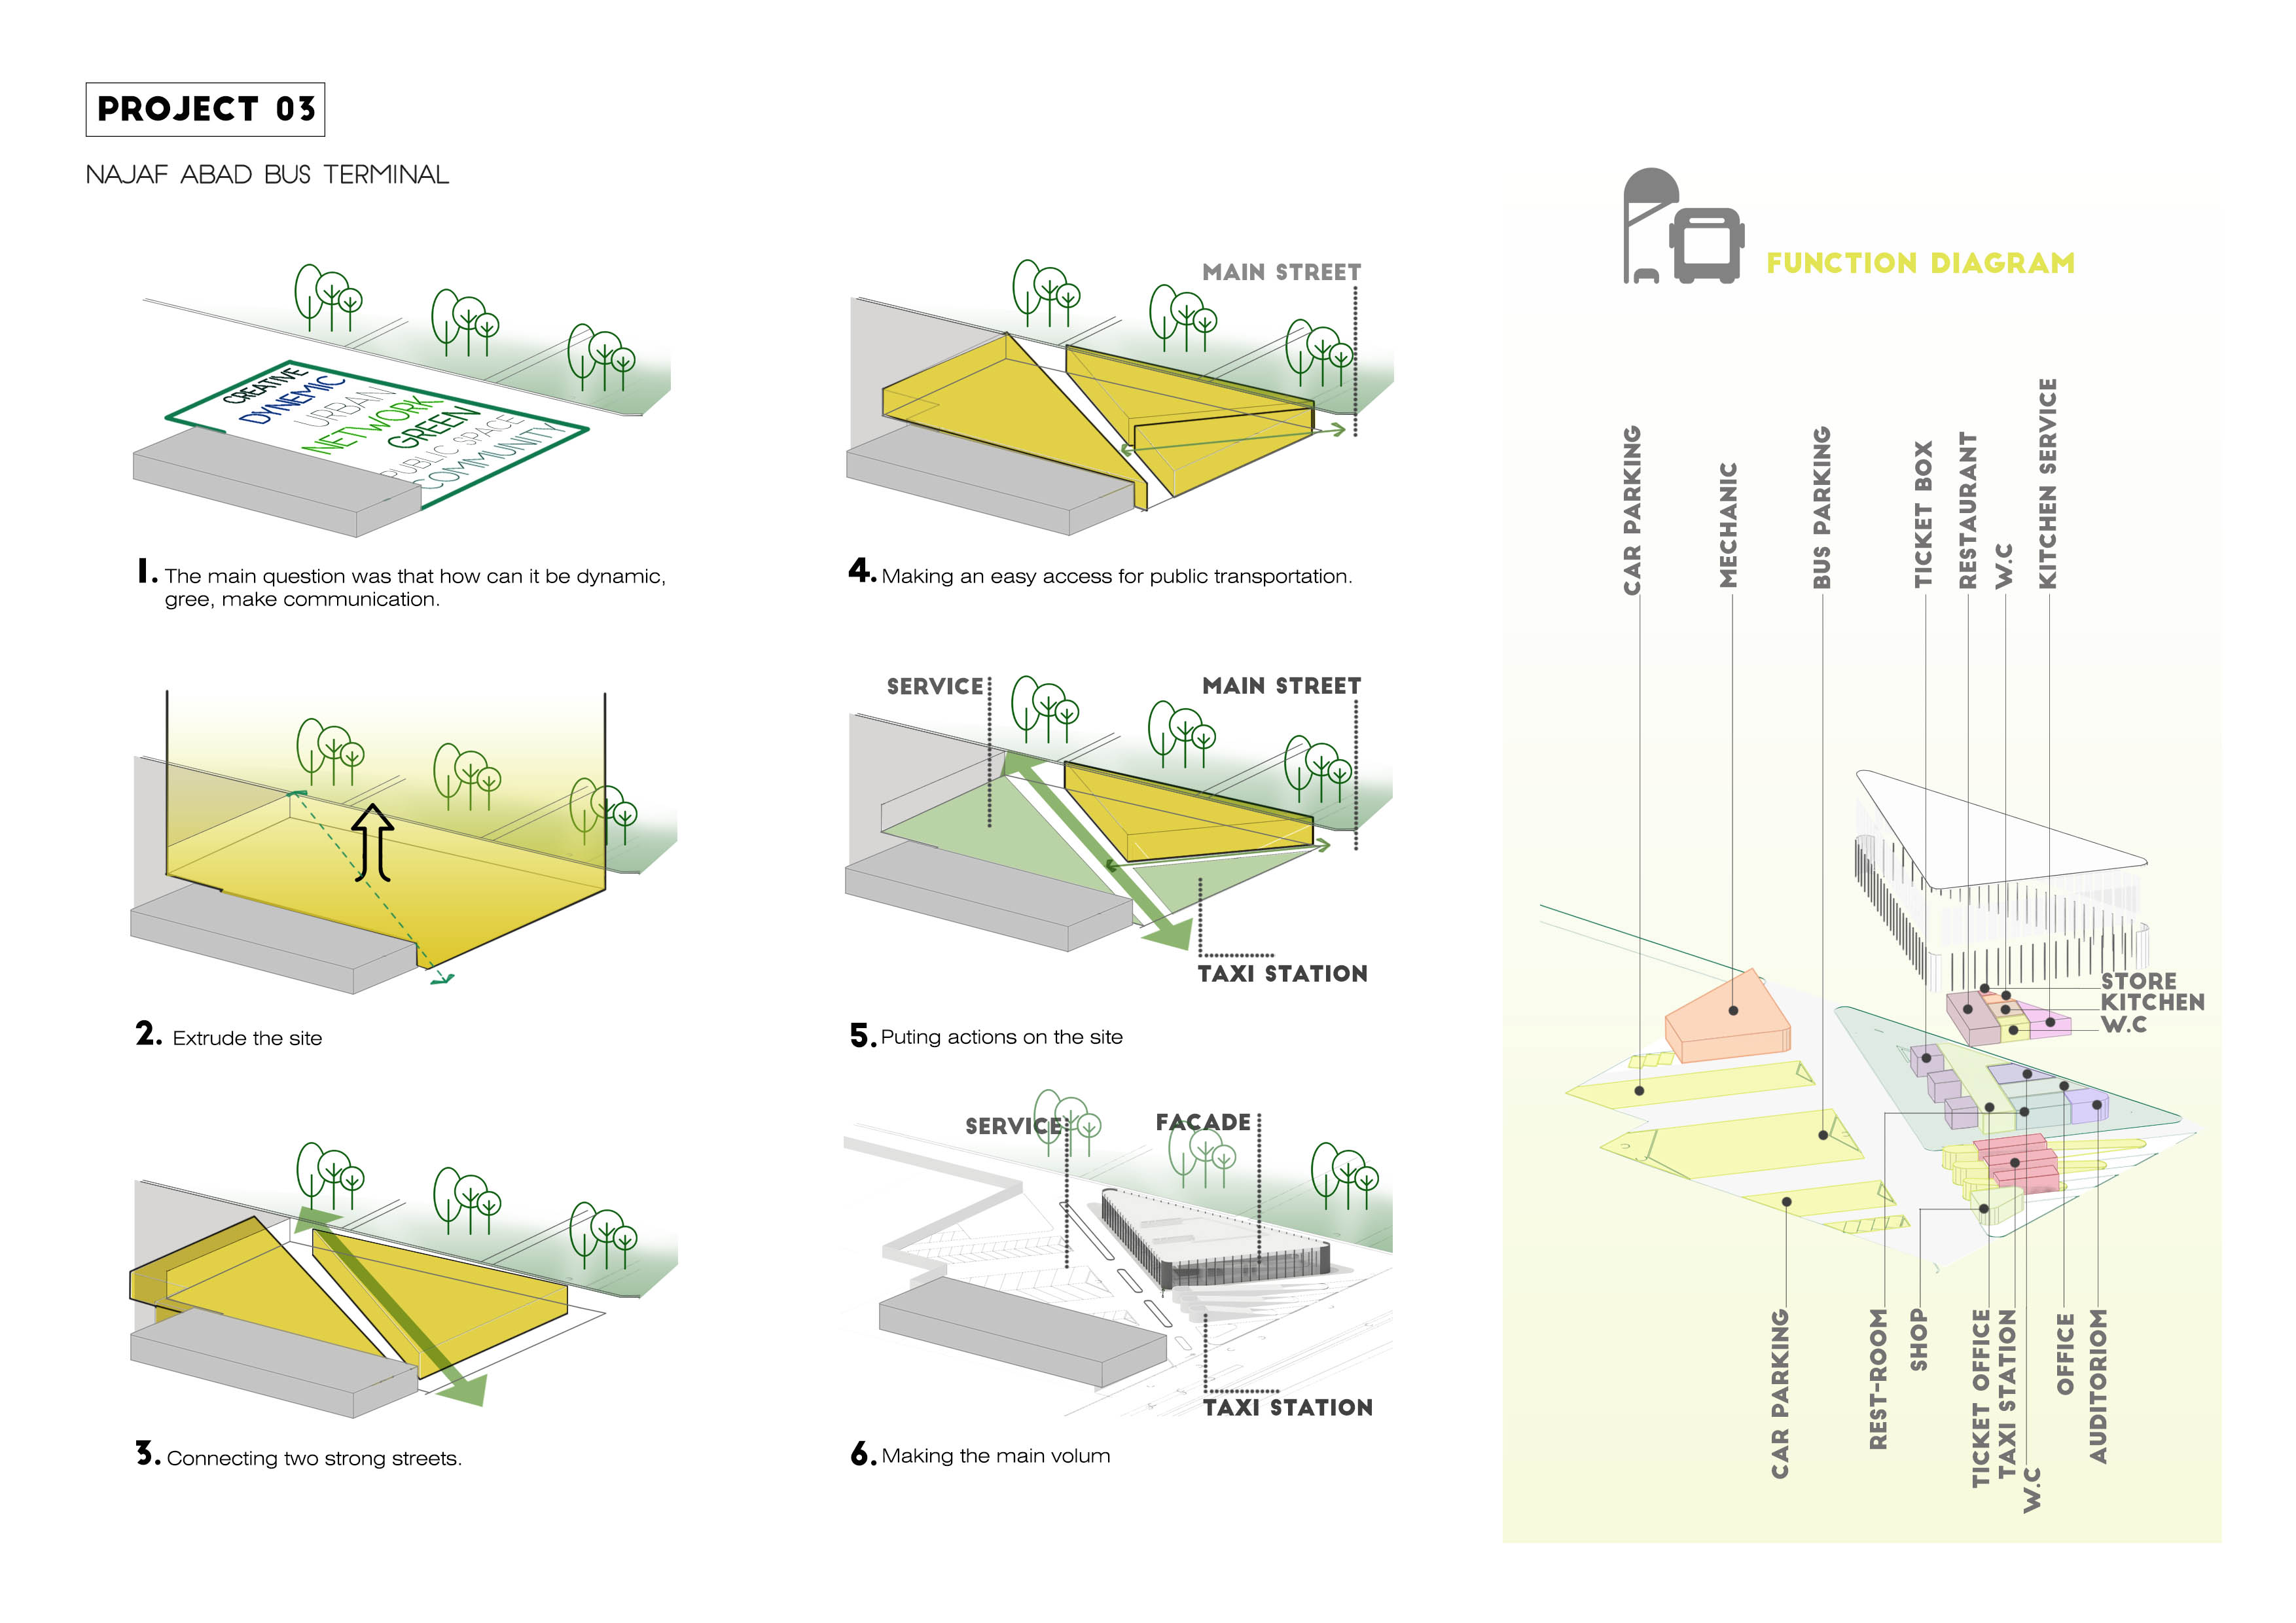 PROJECT 03
NAJAF ABAD BUS TERMINAL
CREATIVE
DYNEMIC
URBAN
NETWORK
GREEN
PUBLIC SPACE
COMMUNITY
1. The main question was that how can it be dynamic,
gree, make communication.
2. Extrude the site
3. Connecting two strong streets.
MAIN STREET
4. Making an easy access for public transportation.
SERVICE
MAIN STREET
TAXI STATION
5. Puting actions on the site
SERVICE
FACADE
TAXI STATION
6. Making the main volum
FUNCTION DIAGRAM
CAR PARKING
MECHANIC
BUS PARKING
TICKET BOX
RESTAURANT
W.C
KITCHEN SERVICE
STORE
KITCHEN
W.C
CAR PARKING
REST-ROOM
SHOP
TICKET OFFICE
TAXI STATION
W.C
OFFICE
AUDITORIOM